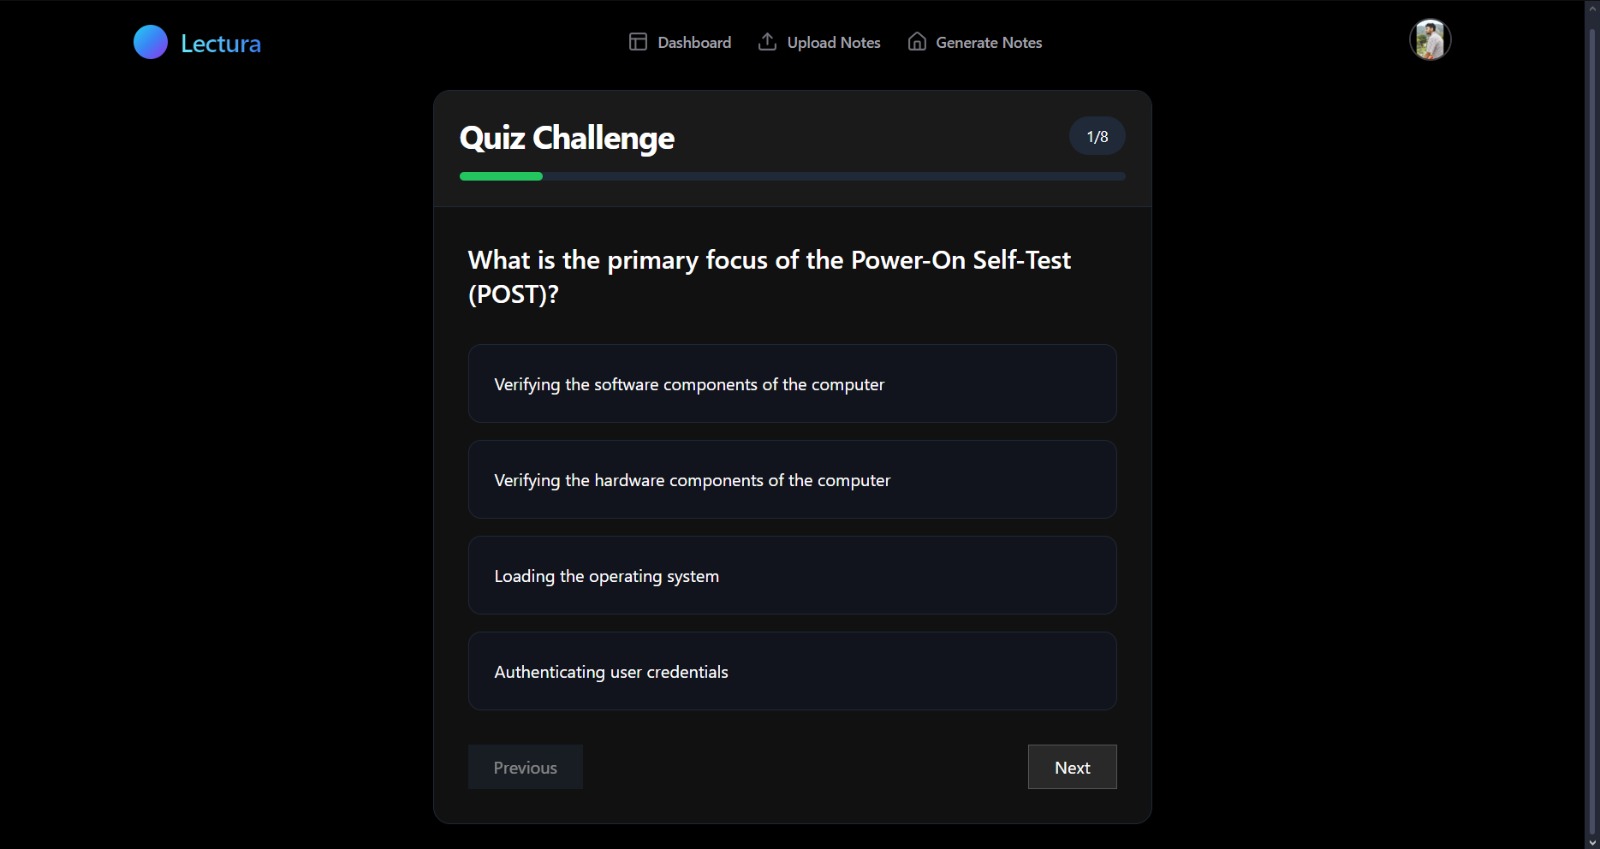 Lectura
Dashboard
Upload Notes
Generate Notes
Quiz Challenge
1/8
What is the primary focus of the Power-On Self-Test
(POST)?
Verifying the software components of the computer
Verifying the hardware components of the computer
Loading the operating system
Authenticating user credentials
Previous
Next